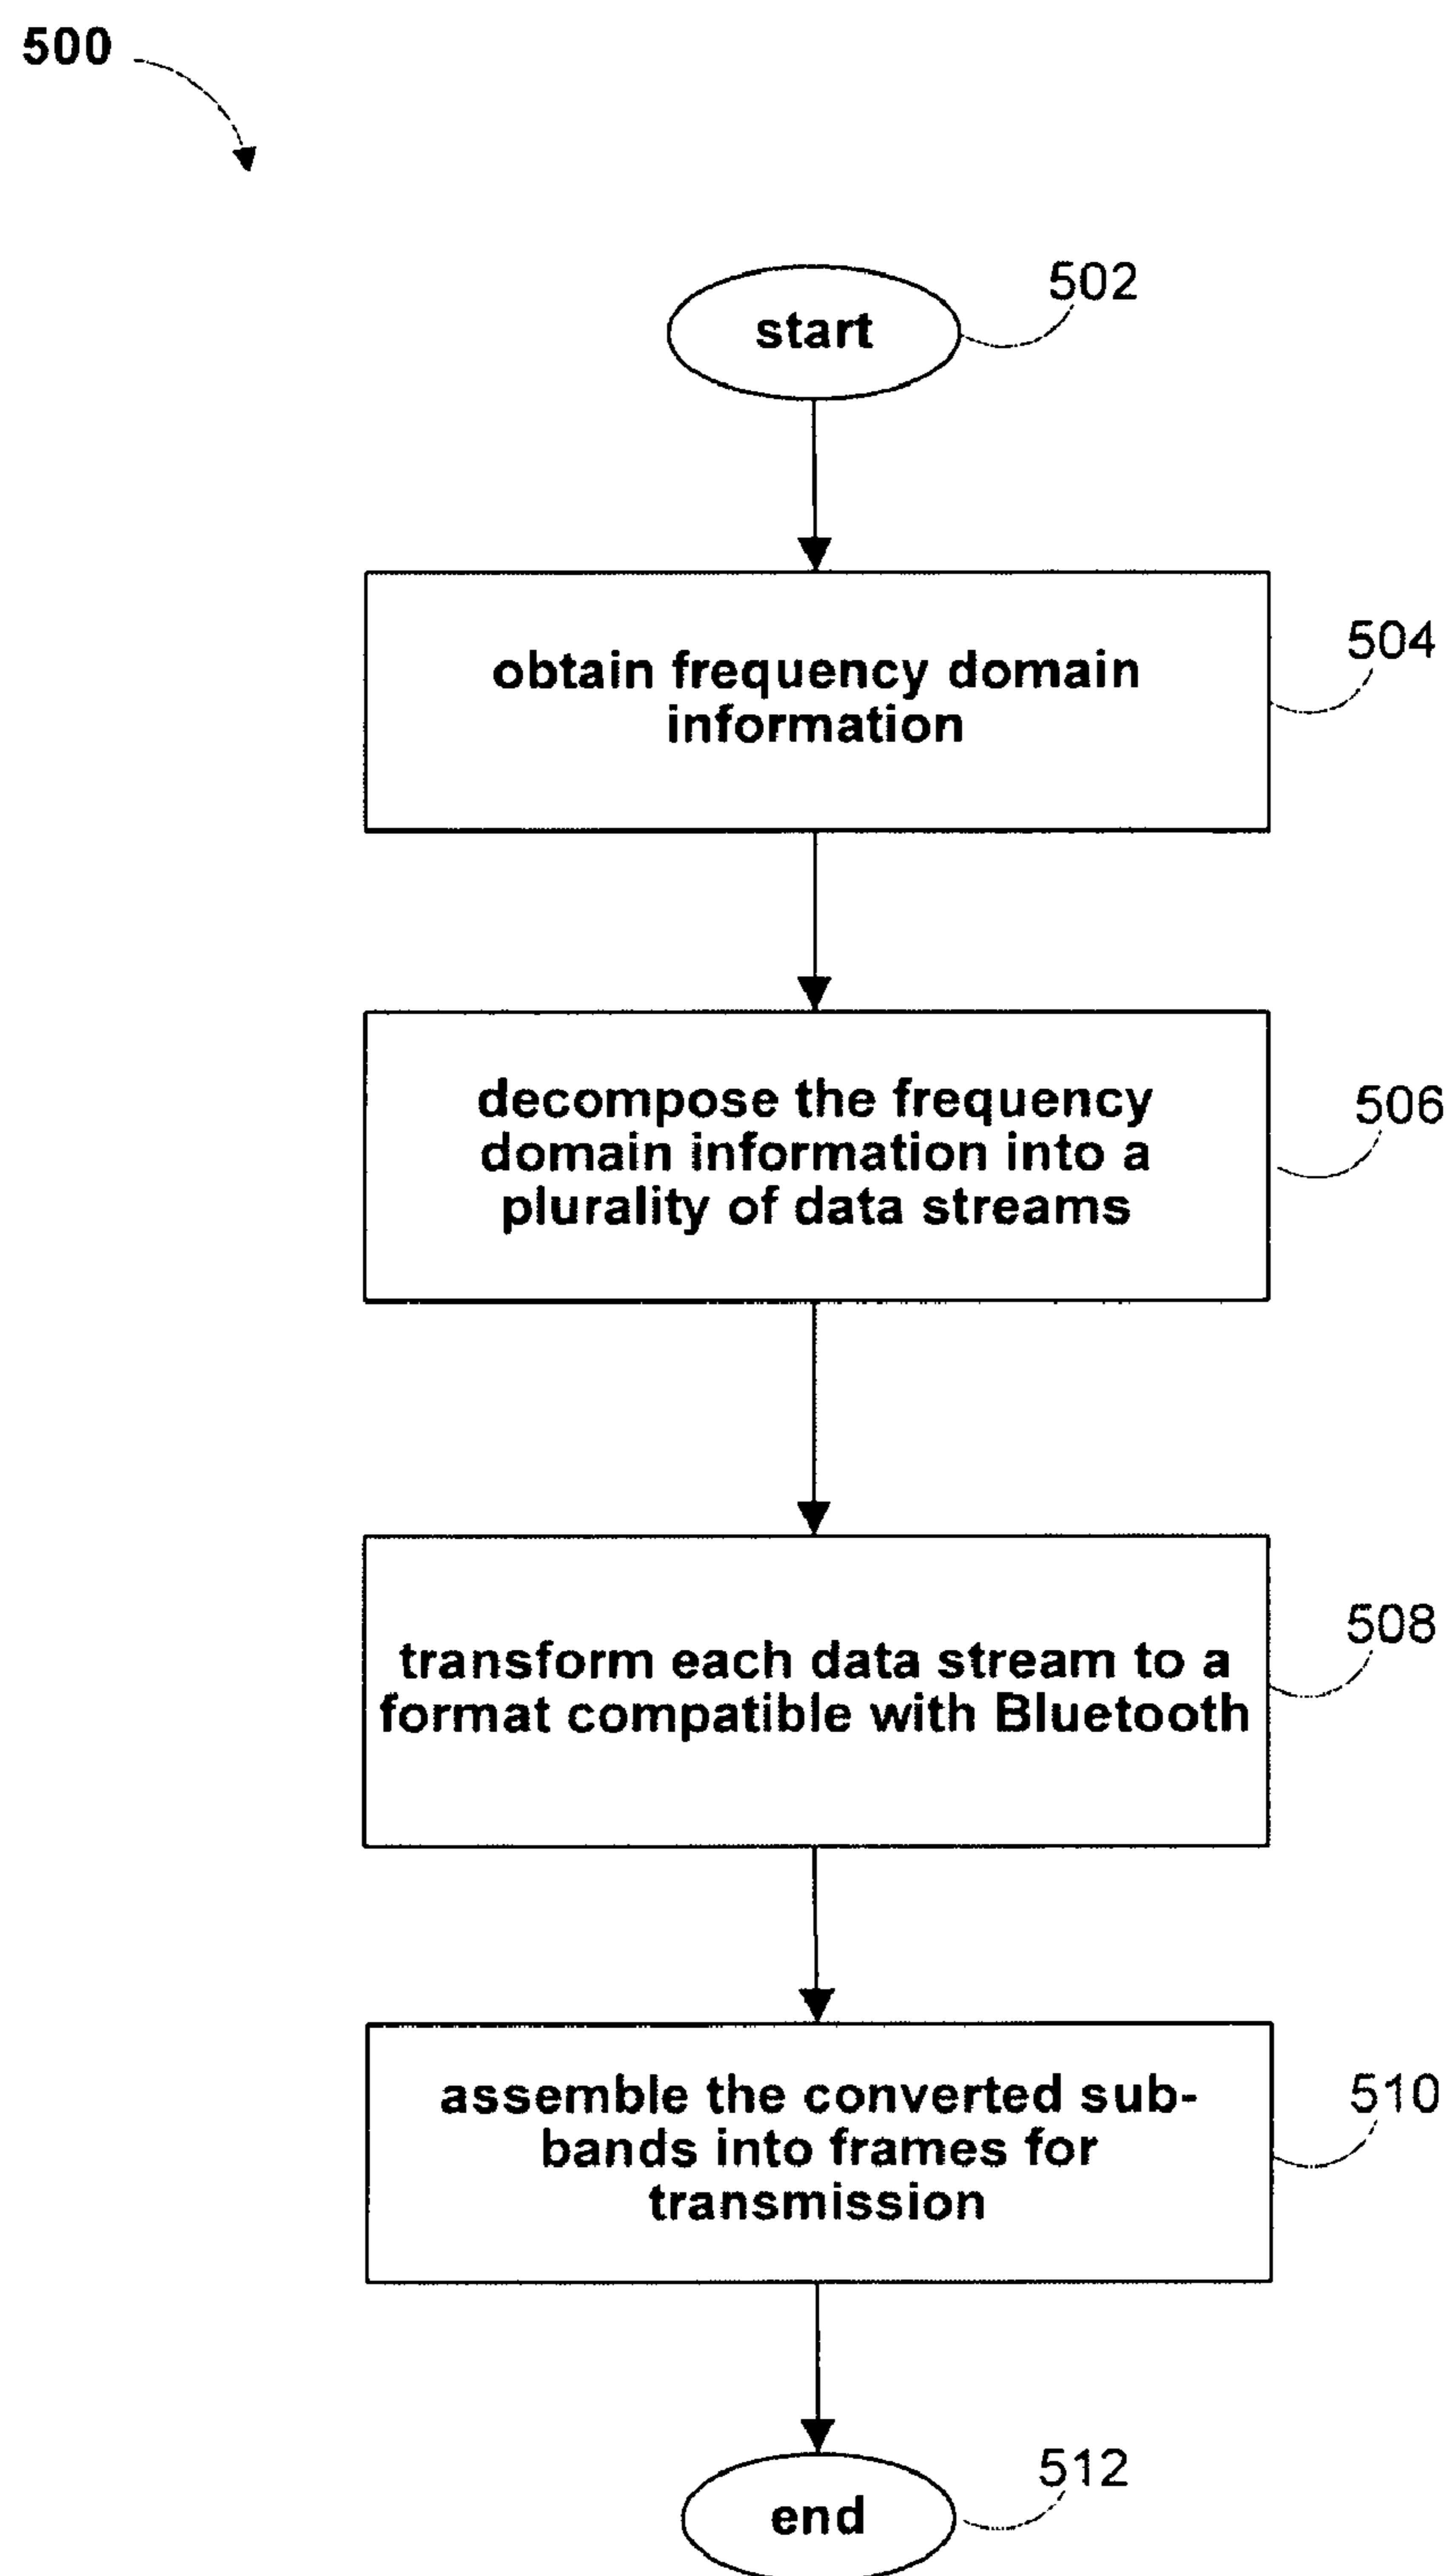 500
502
start
504
obtain frequency domain
information
506
decompose the frequency
domain information into a
plurality of data streams
508
transform each data stream to a
format compatible with Bluetooth
510
assemble the converted sub-
bands into frames for
transmission
512
end